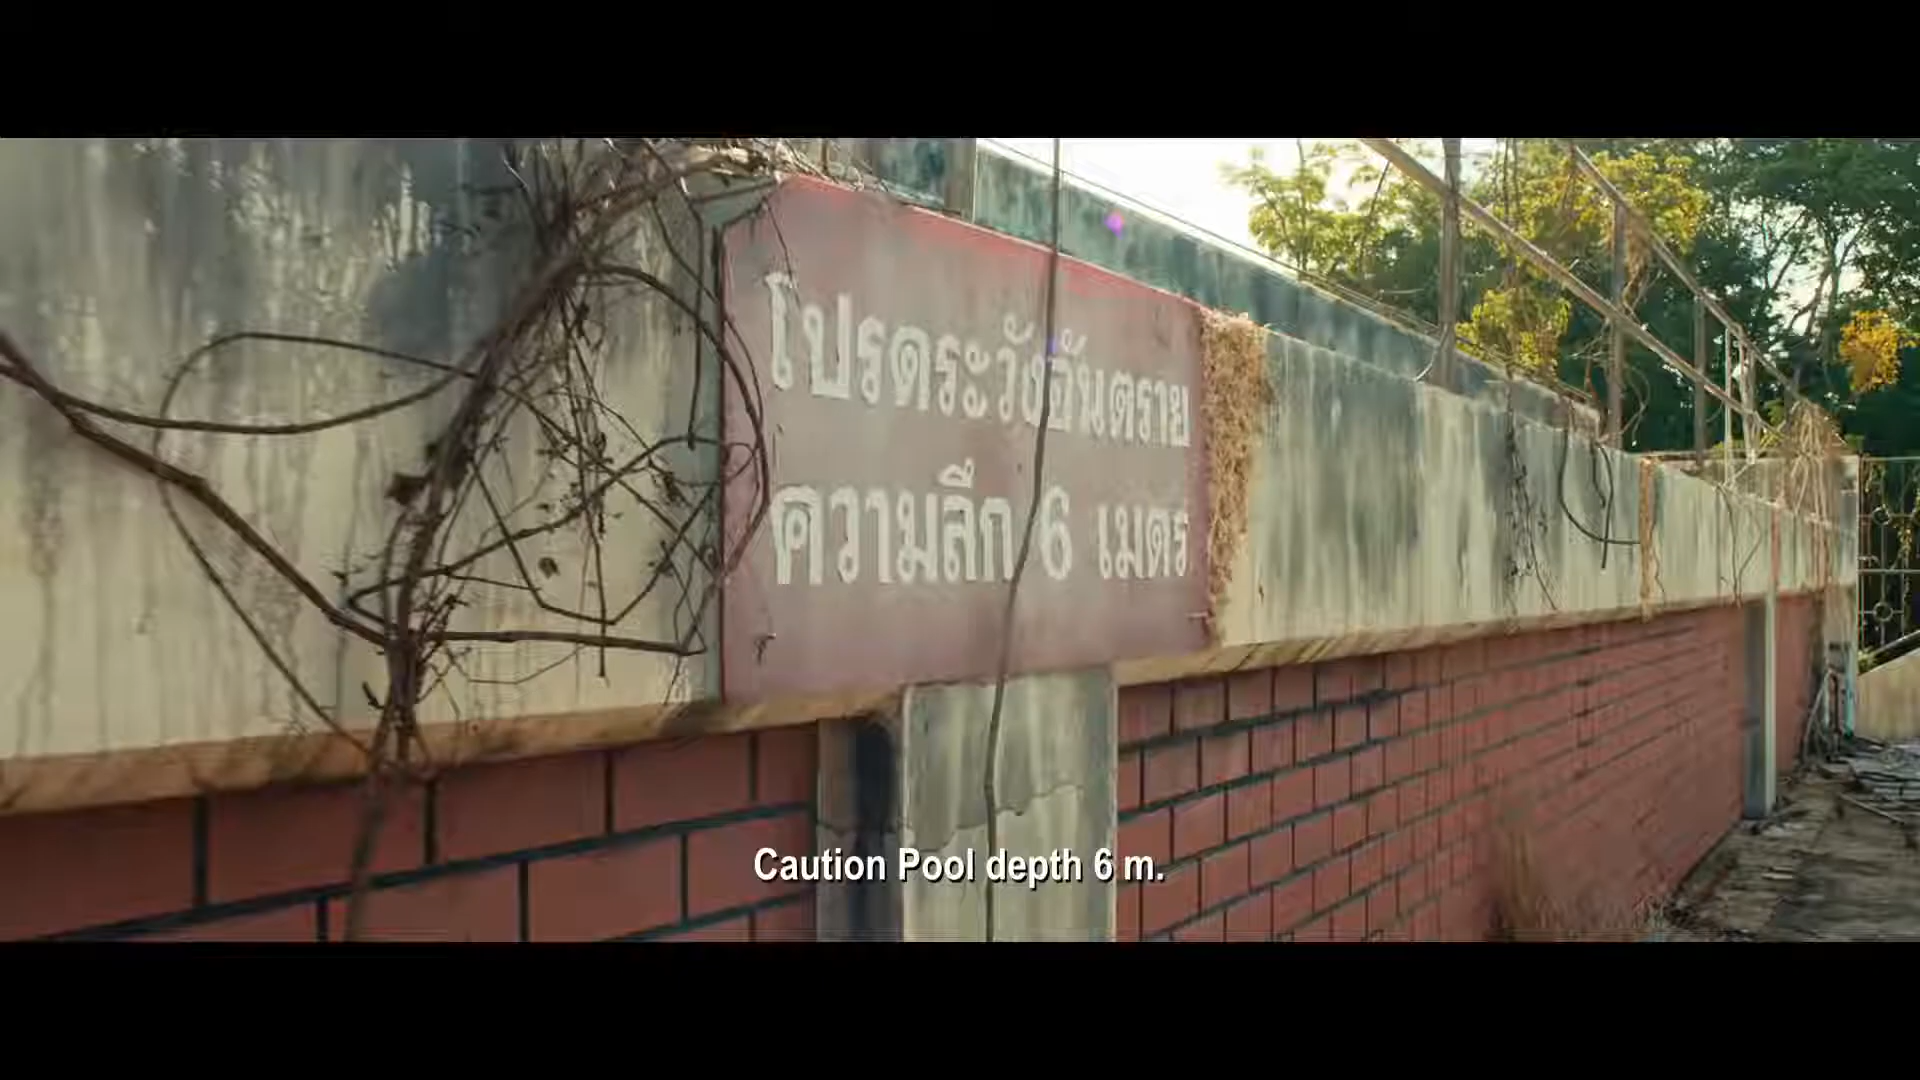 โปรดระวังอันตราย
ความลึก 6 เมตร
Caution Pool depth 6 m.